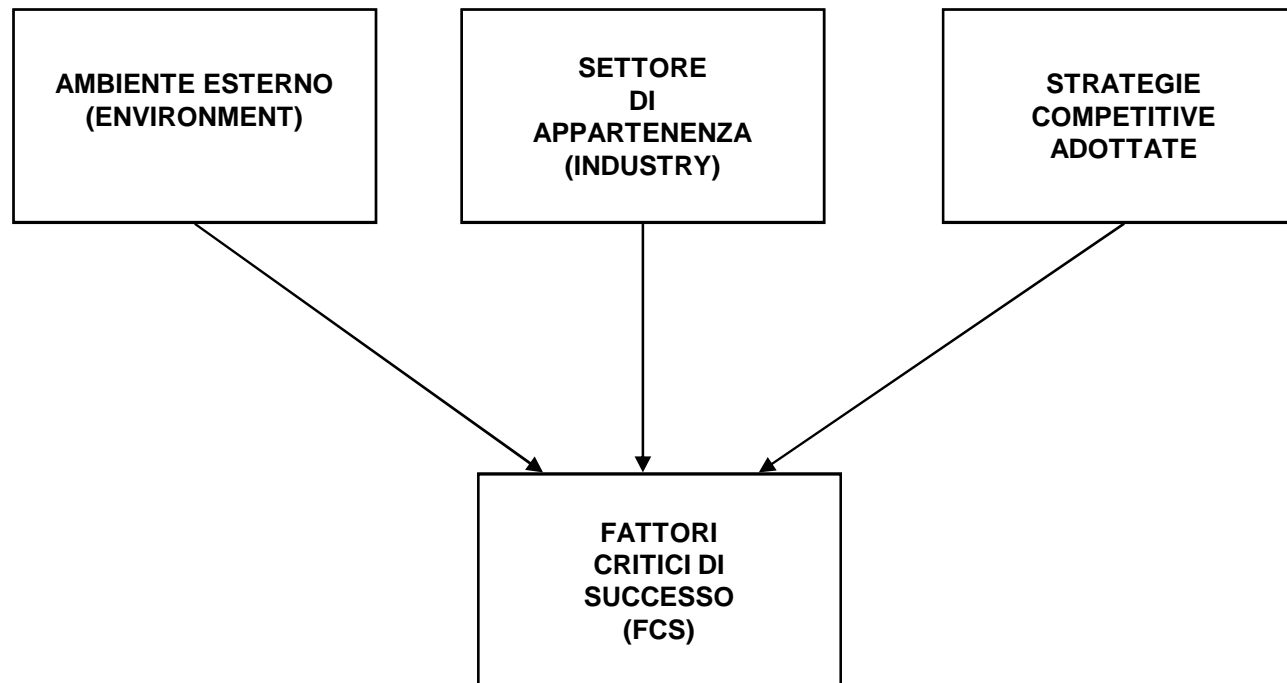 AMBIENTE ESTERNO
(ENVIRONMENT)
SETTORE
DI
APPARTENENZA
(INDUSTRY)
STRATEGIE
COMPETITIVE
ADOTTATE
FATTORI
CRITICI DI
SUCCESSO
(FCS)